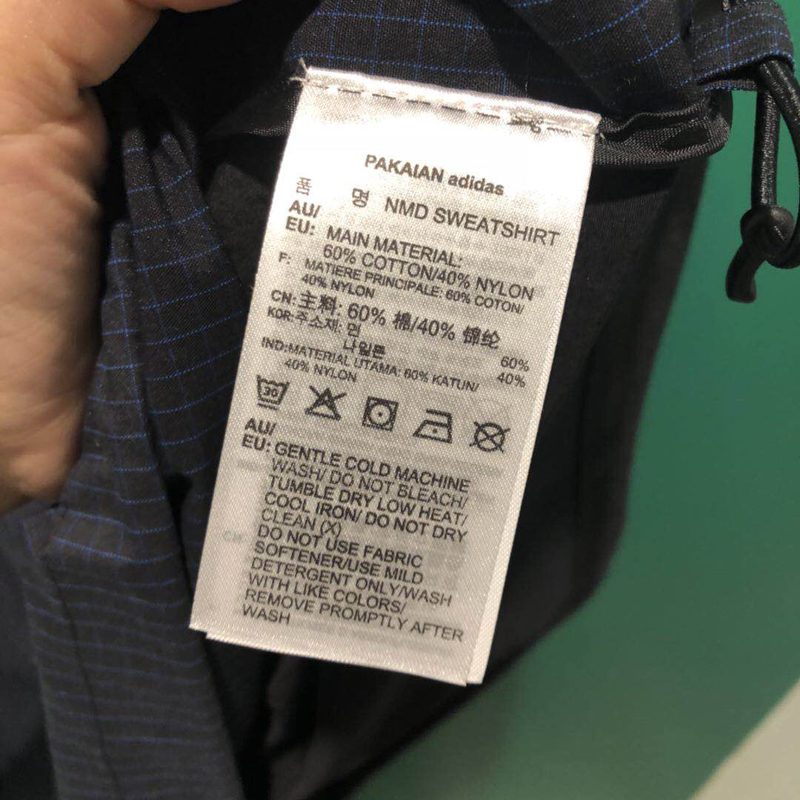 PAKAIAN adidas
품 명 NMD SWEATSHIRT
AU/
EU: MAIN MATERIAL:
60% COTTON/40% NYLON
F: MATIERE PRINCIPALE: 60% COTON/
40% NYLON
CN: 主料: 60% 棉/40% 锦纶
KOR: 주소재: 면 60%
나일론 40%
IND: MATERIAL UTAMA: 60% KATUN/
40% NYLON
30
AU/
EU: GENTLE COLD MACHINE
WASH/ DO NOT BLEACH/
TUMBLE DRY LOW HEAT/
COOL IRON/ DO NOT DRY
CLEAN (X)
DO NOT USE FABRIC
SOFTENER/USE MILD
DETERGENT ONLY/WASH
WITH LIKE COLORS/
REMOVE PROMPTLY AFTER
WASH